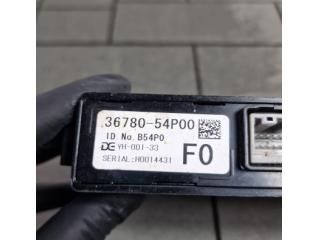 36780-54P00
ID No. B54P0
DE YH-001-33
SERIAL:H0014431
F0